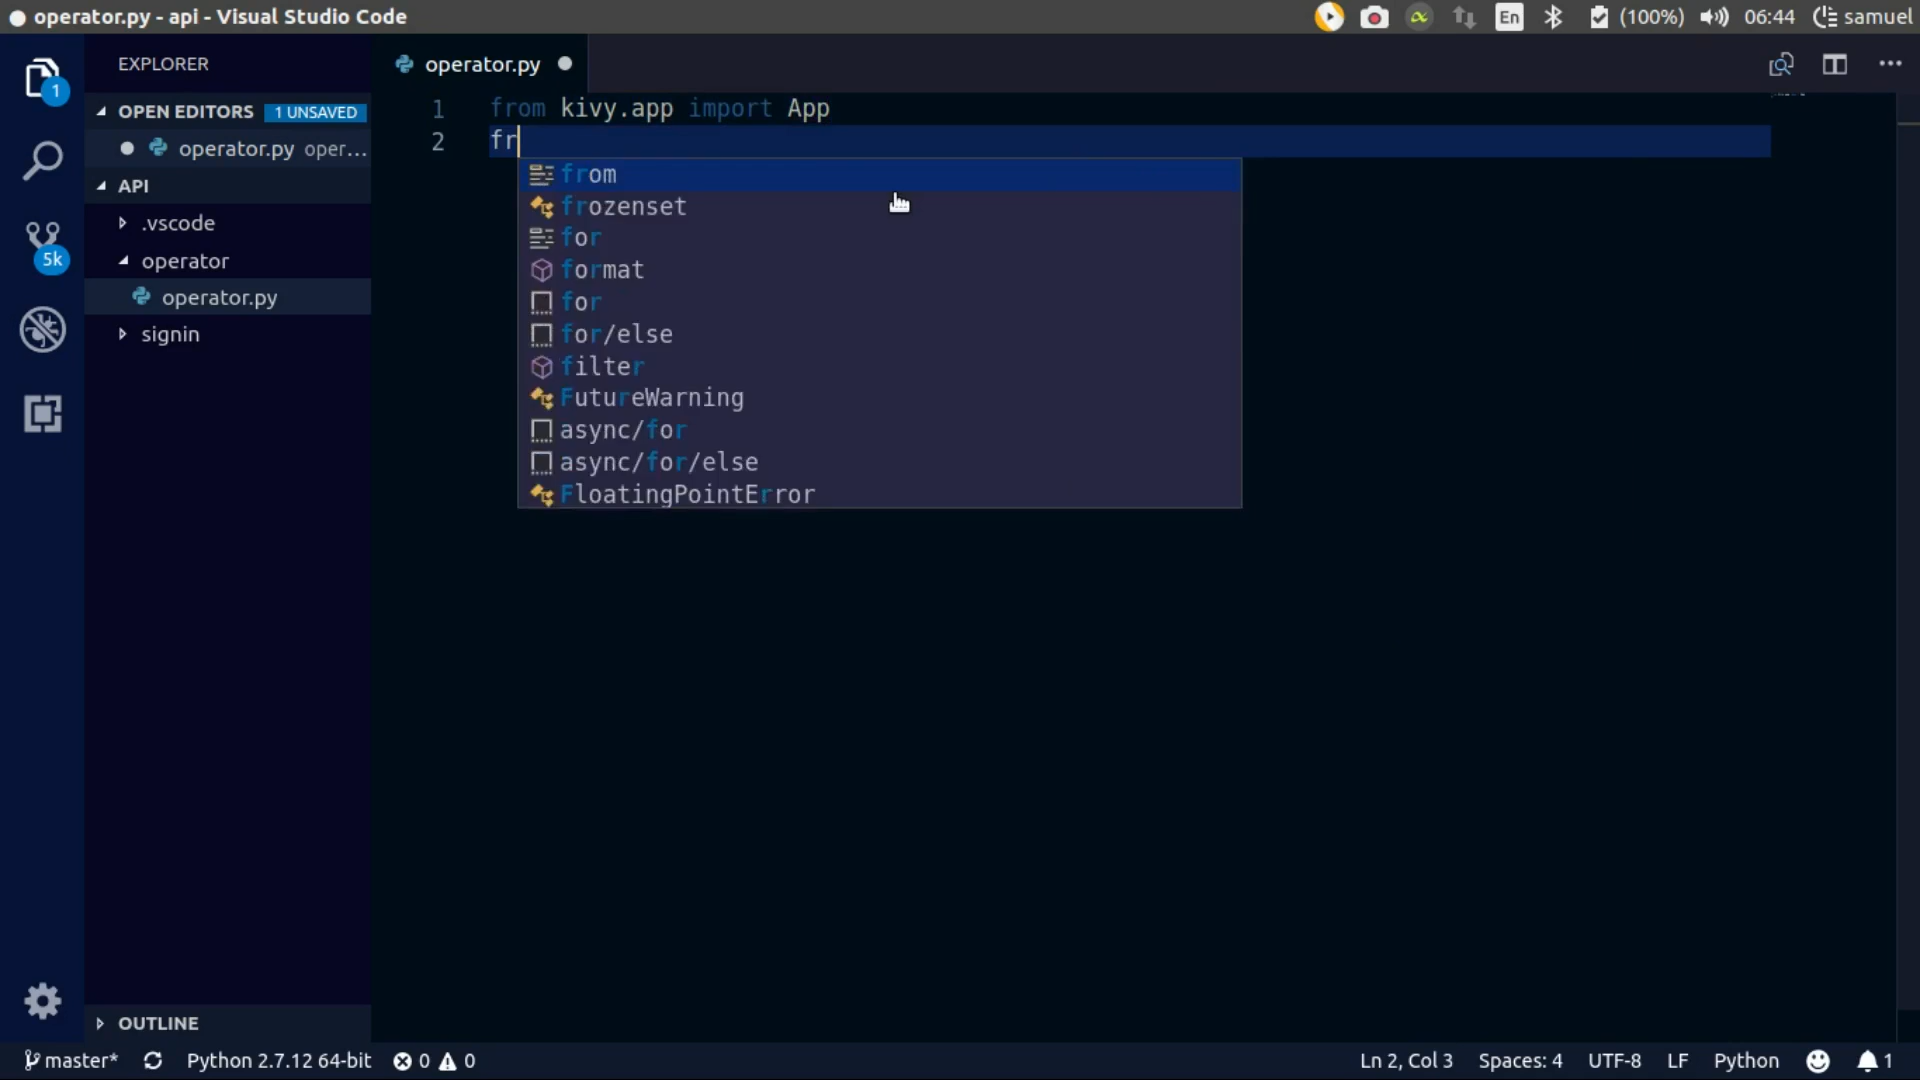 operator.py - api - Visual Studio Code
En
(100%)
06:44
samuel
EXPLORER
1
OPEN EDITORS
1 UNSAVED
operator.py oper...
API
.vscode
operator
5k
operator.py
signin
OUTLINE
operator.py
1 from kivy.app import App
2 fr
from
frozenset
for
format
for
for/else
filter
FutureWarning
async/for
async/for/else
FloatingPointError
master*
Python 2.7.12 64-bit
0
0
Ln 2, Col 3
Spaces: 4
UTF-8
LF
Python
1